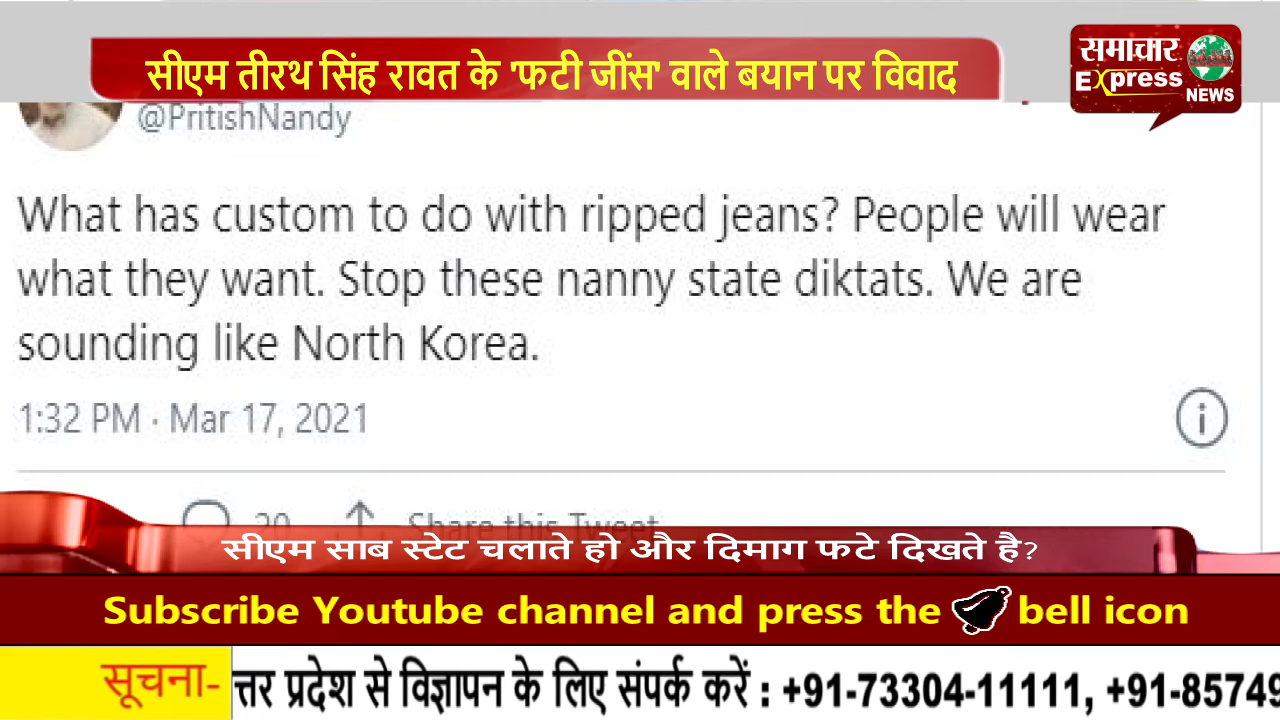 सीएम तीरथ सिंह रावत के 'फटी जींस' वाले बयान पर विवाद
समाचार
Express
NEWS
@PritishNandy
What has custom to do with ripped jeans? People will wear
what they want. Stop these nanny state diktats. We are
sounding like North Korea.
1:32 PM · Mar 17, 2021
20 Share this Tweet
सीएम साब स्टेट चलाते हो और दिमाग फटे दिखते है?
Subscribe Youtube channel and press the bell icon
सूचना- त्तर प्रदेश से विज्ञापन के लिए संपर्क करें : +91-73304-11111, +91-85749